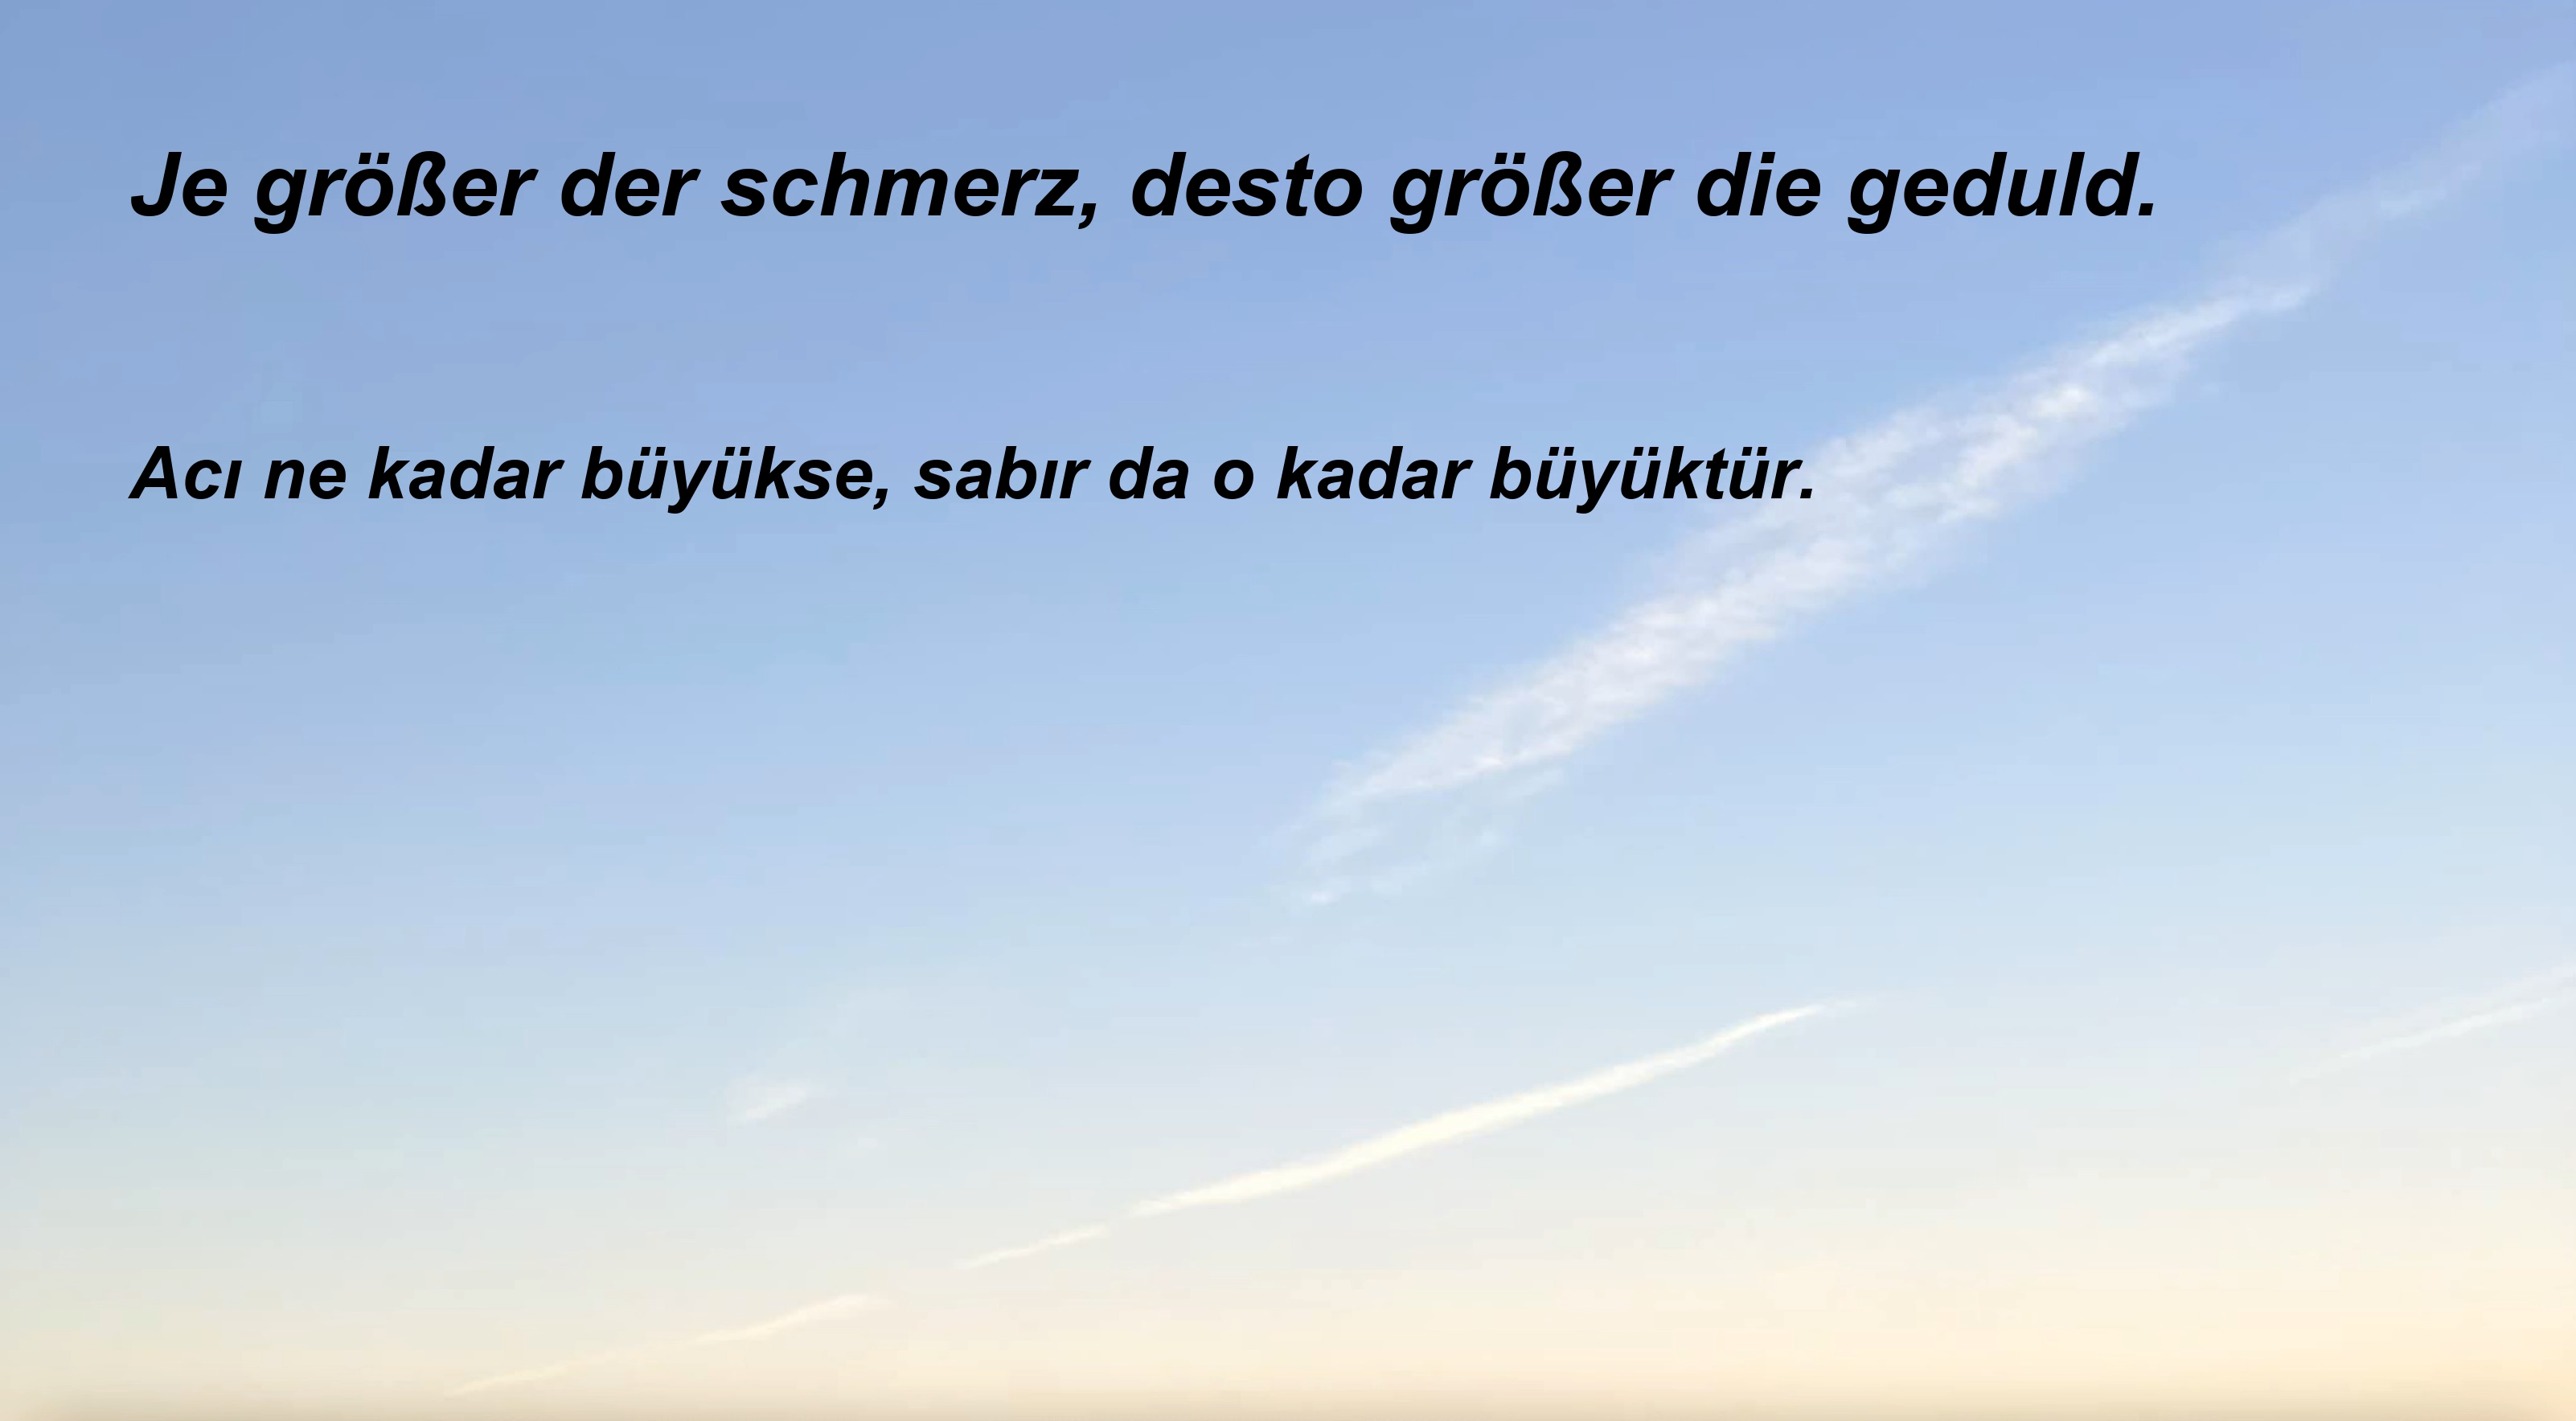 Je größer der schmerz, desto größer die geduld.
Acı ne kadar büyükse, sabır da o kadar büyüktür.